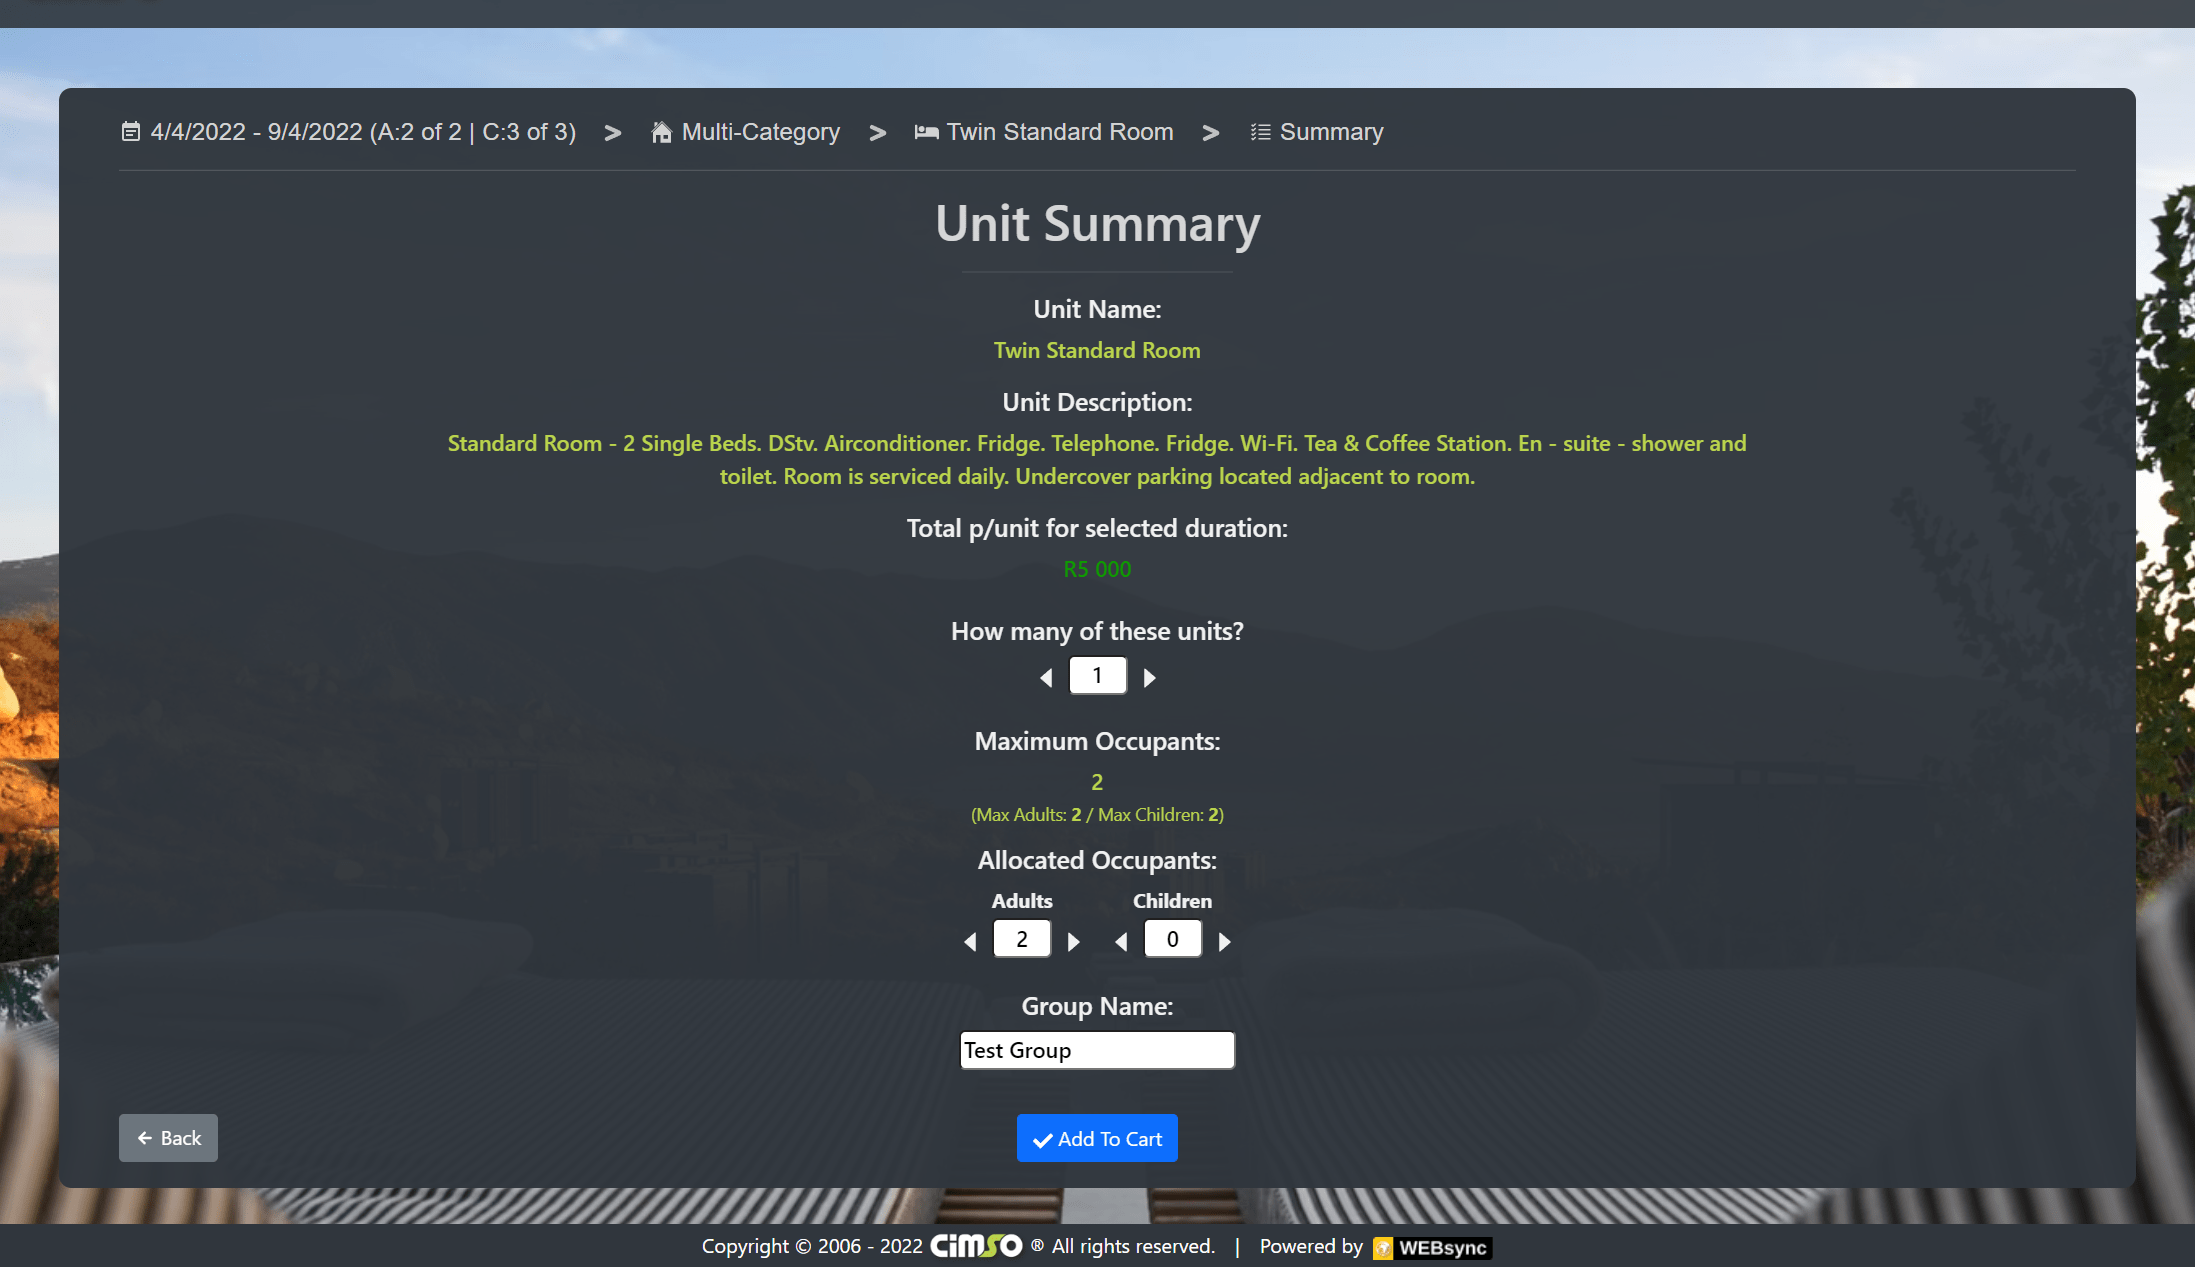 4/4/2022 - 9/4/2022 (A:2 of 2 | C:3 of 3) > Multi-Category > Twin Standard Room > Summary
Unit Summary
Unit Name:
Twin Standard Room
Unit Description:
Standard Room - 2 Single Beds. DStv. Airconditioner. Fridge. Telephone. Fridge. Wi-Fi. Tea & Coffee Station. En - suite - shower and
toilet. Room is serviced daily. Undercover parking located adjacent to room.
Total p/unit for selected duration:
R5 000
How many of these units?
1
Maximum Occupants:
2
(Max Adults: 2 / Max Children: 2)
Allocated Occupants:
Adults Children
2 0
Group Name:
Test Group
Back Add To Cart
Copyright © 2006 - 2022 CiMSO ® All rights reserved. | Powered by WEBsync